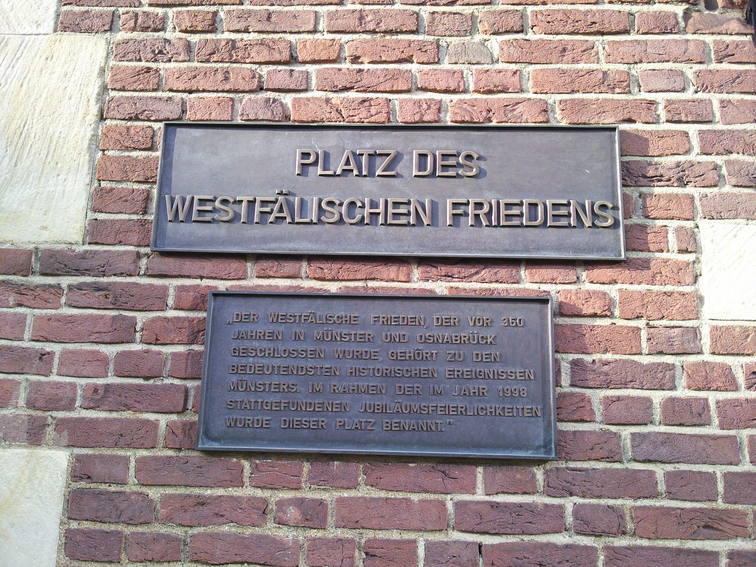 PLATZ DES
WESTFÄLISCHEN FRIEDENS
„DER WESTFÄLISCHE FRIEDEN, DER VOR 350
JAHREN IN MÜNSTER UND OSNABRÜCK
GESCHLOSSEN WURDE, GEHÖRT ZU DEN
BEDEUTENDSTEN HISTORISCHEN EREIGNISSEN
MÜNSTERS. IM RAHMEN DER IM JAHR 1998
STATTGEFUNDENEN JUBILÄUMSFEIERLICHKEITEN
WURDE DIESER PLATZ BENANNT."